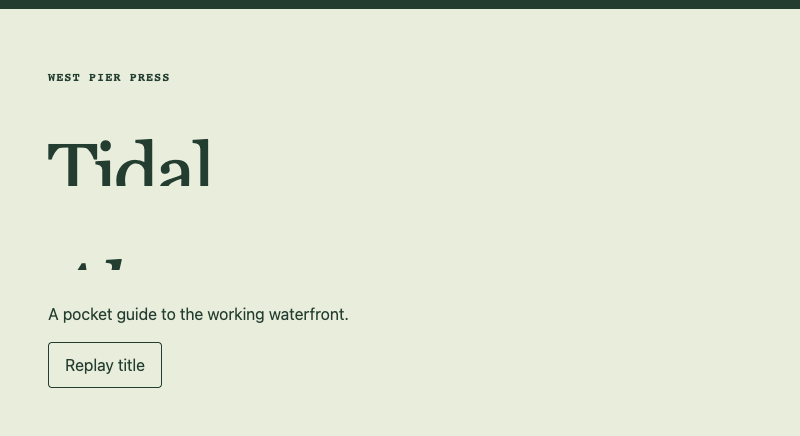 WEST PIER PRESS
Tidal
A pocket guide to the working waterfront.
Replay title